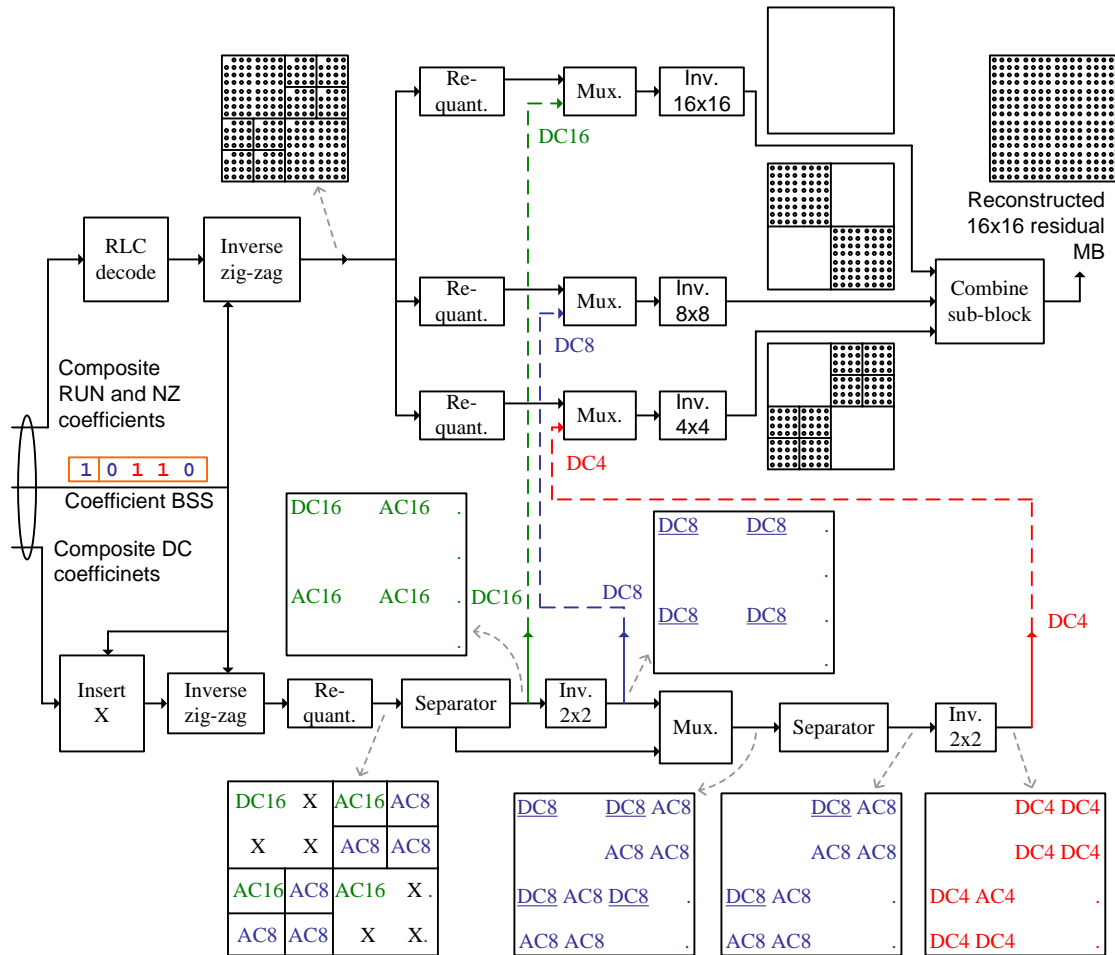 Re-
quant.
Mux.
Inv.
16x16
DC16
RLC
decode
Inverse
zig-zag
Reconstructed
16x16 residual
MB
Re-
quant.
Mux.
Inv.
8x8
Combine
sub-block
DC8
Composite
RUN and NZ
coefficients
Re-
quant.
Mux.
Inv.
4x4
DC4
1 0 1 1 0
Coefficient BSS
Composite DC
coefficinets
DC16 AC16 .
.
AC16 AC16 .
.
DC16
DC8
DC8 DC8 .
.
DC8 DC8 .
.
DC4
Insert
X
Inverse
zig-zag
Re-
quant.
Separator
Inv.
2x2
Mux.
Separator
Inv.
2x2
DC16 X AC16 AC8
X X AC8 AC8
AC16 AC8 AC16 X .
AC8 AC8 X X.
DC8 DC8 AC8
AC8 AC8
DC8 AC8 DC8 .
AC8 AC8 .
DC8 AC8
AC8 AC8
DC8 AC8 .
AC8 AC8 .
DC4 DC4
DC4 DC4
DC4 AC4 .
DC4 DC4 .